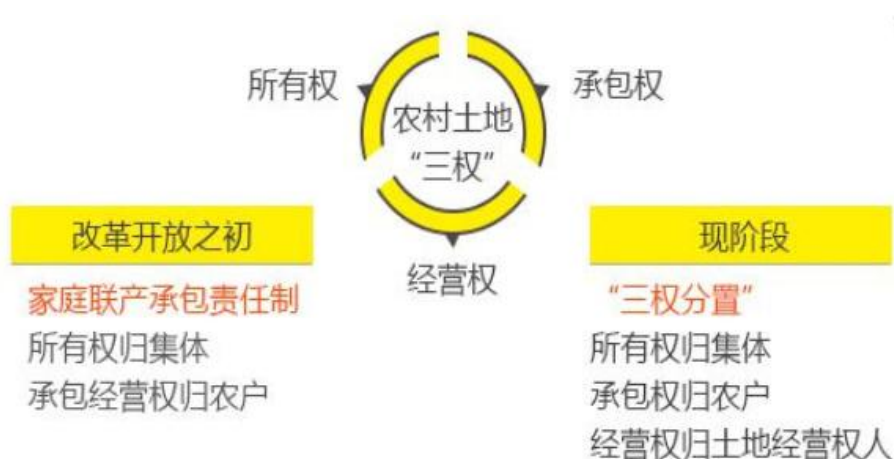 所有权
承包权
农村土地
“三权”
经营权
改革开放之初
家庭联产承包责任制
所有权归集体
承包经营权归农户
现阶段
“三权分置”
所有权归集体
承包权归农户
经营权归土地经营权人